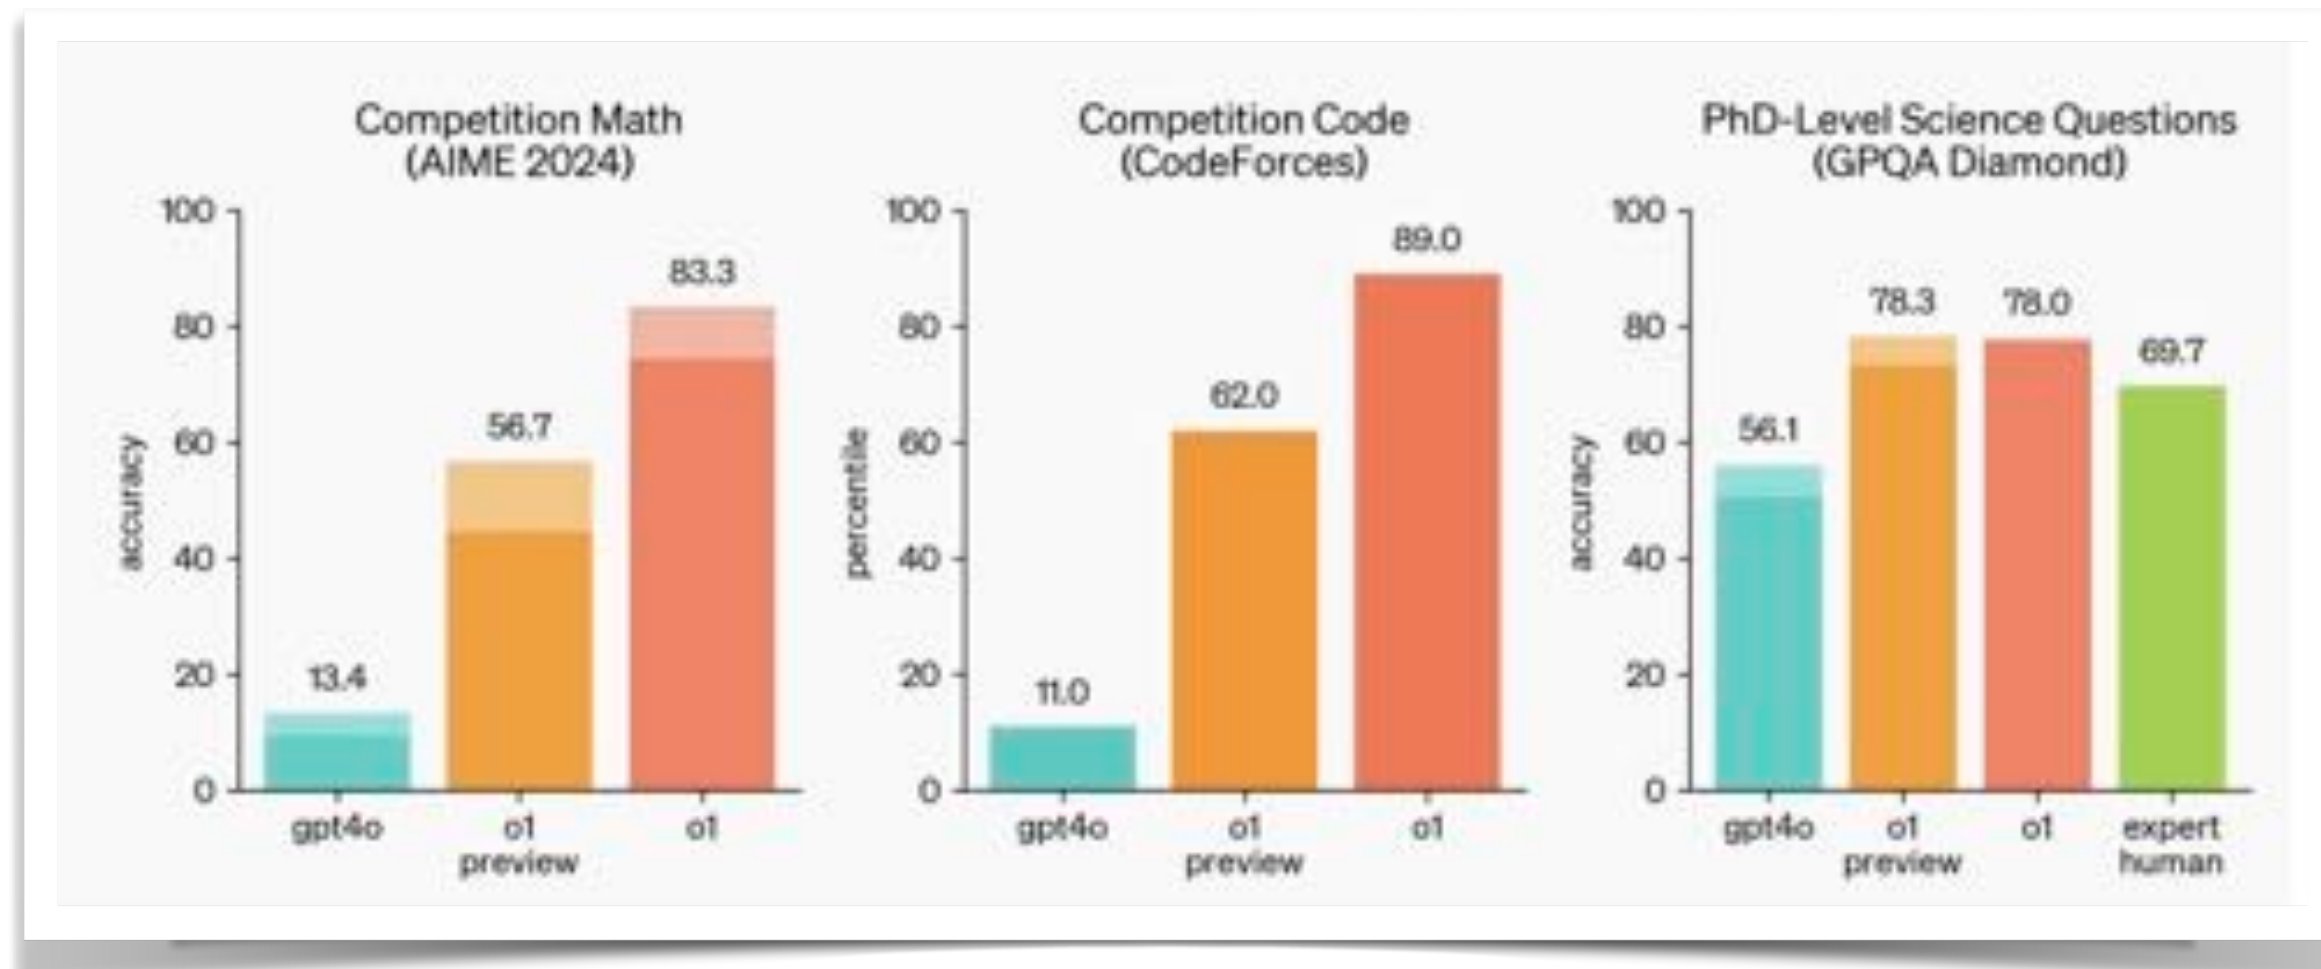 Competition Math
(AIME 2024)
accuracy
100
80
60
40
20
0
13.4
56.7
83.3
gpt4o
o1
preview
o1
Competition Code
(CodeForces)
percentile
100
80
60
40
20
0
11.0
62.0
89.0
gpt4o
o1
preview
o1
PhD-Level Science Questions
(GPQA Diamond)
accuracy
100
80
60
40
20
0
56.1
78.3
78.0
69.7
gpt4o
o1
preview
o1
expert
human